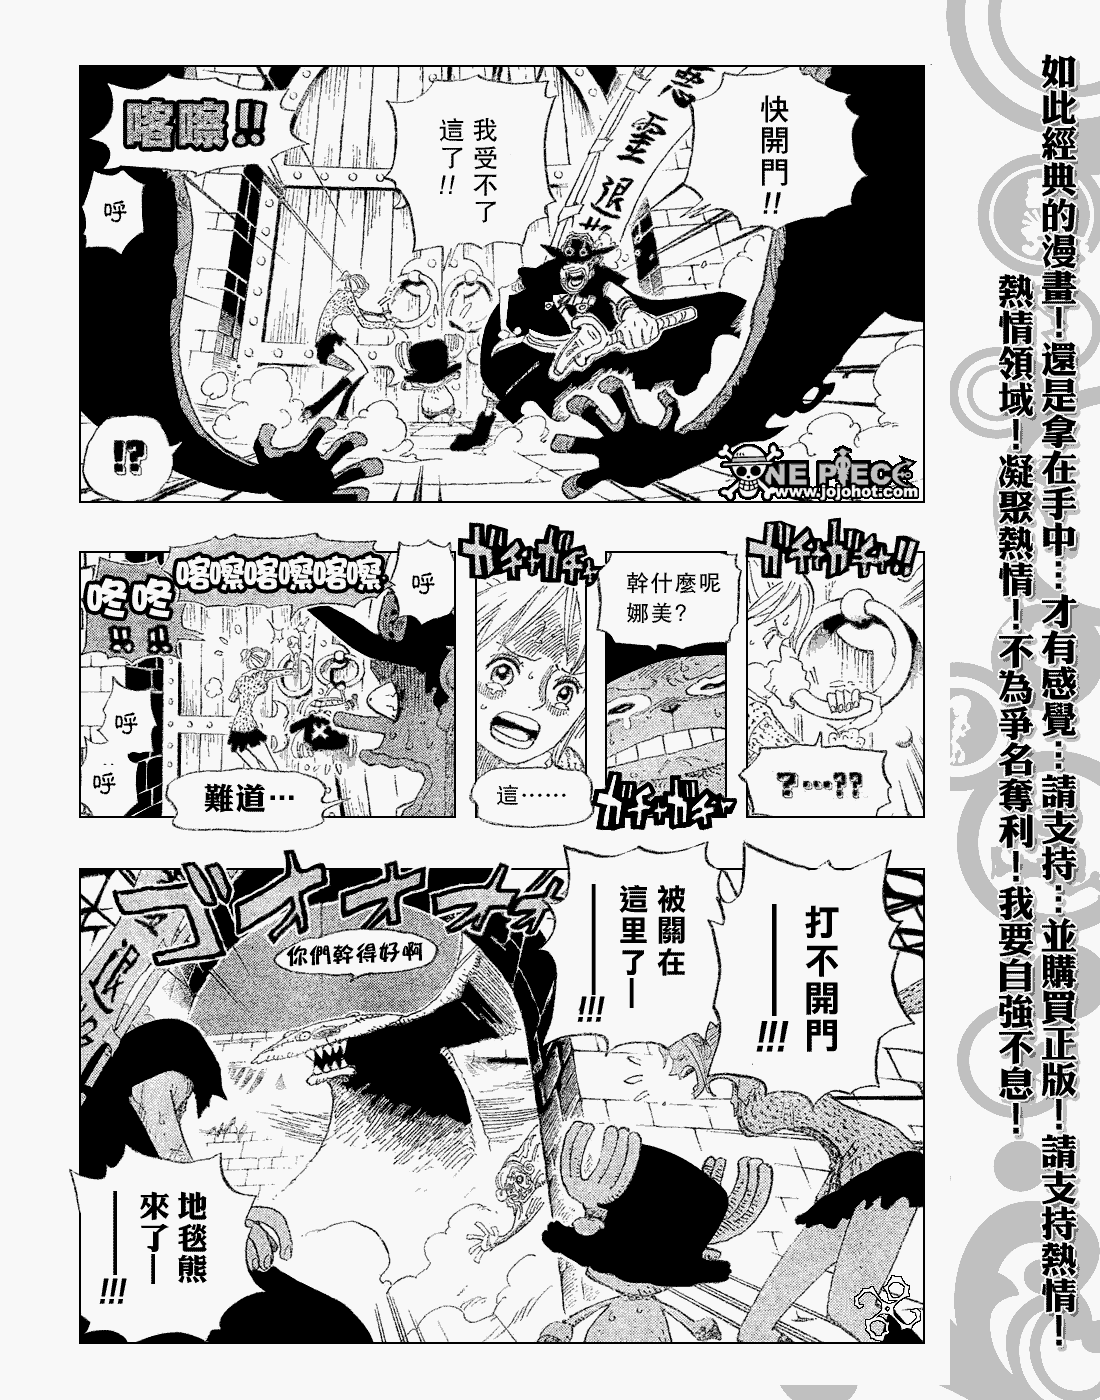 快開門!!
惡靈退散
我受不了
這了!!
喀嚓!!
呼
!?
ONE PIECE
www.jojohot.com
ガチャガチャ!!
?…??
幹什麼呢
娜美?
ガチャガチャ
ガチャガチャ
這……
呼
喀嚓喀嚓喀嚓
咚咚
!! !!
呼
呼
難道…
打不開門
——!!!
被關在
這里了—
——!!!
ゴオオオオ
你們幹得好啊
退
地毯熊
來了—
——!!!
如此經典的漫畫！還是拿在手中…才有感覺…請支持…並購買正版！請支持熱情！
熱情領域！凝聚熱情！不為爭名奪利！我要自強不息！